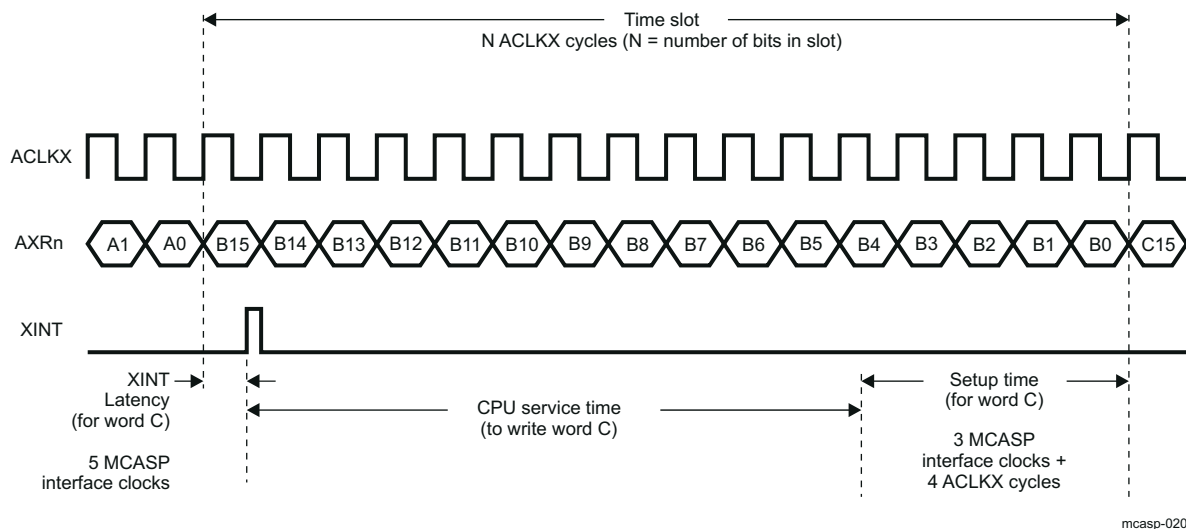 Time slot
N ACLKX cycles (N = number of bits in slot)
ACLKX
AXRn
A1 A0 B15 B14 B13 B12 B11 B10 B9 B8 B7 B6 B5 B4 B3 B2 B1 B0 C15
XINT
XINT
Latency
(for word C)
5 MCASP
interface clocks
CPU service time
(to write word C)
Setup time
(for word C)
3 MCASP
interface clocks +
4 ACLKX cycles
mcasp-020